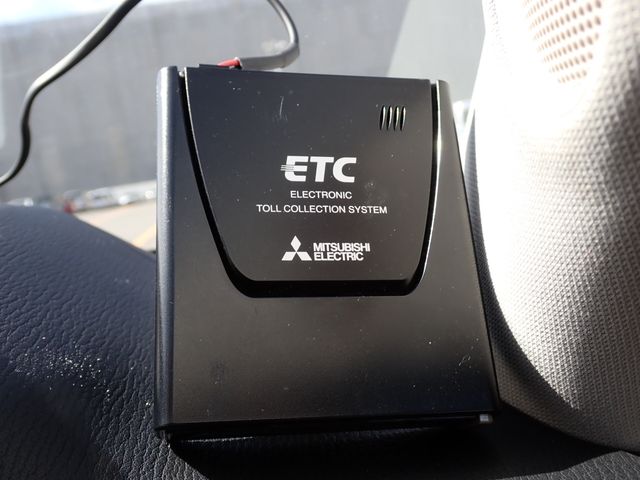 ETC
ELECTRONIC
TOLL COLLECTION SYSTEM
MITSUBISHI
ELECTRIC